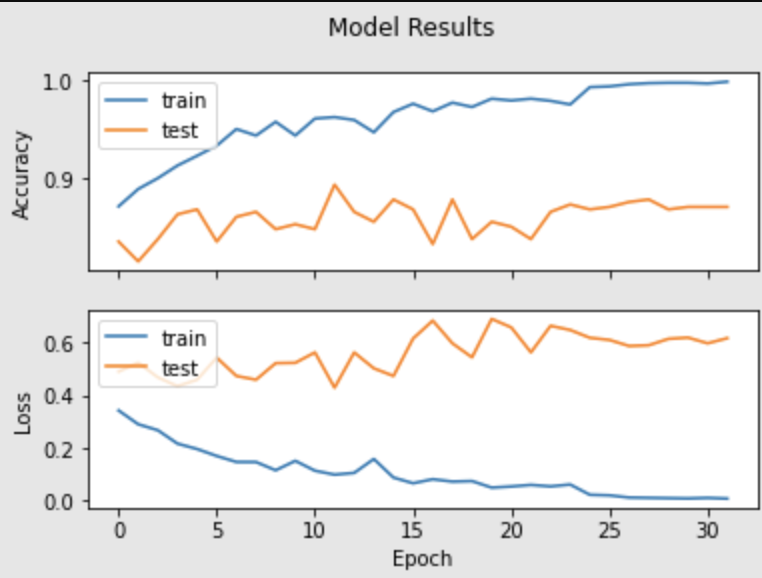 Model Results
1.0
0.9
Accuracy
train
test
0.6
0.4
0.2
0.0
Loss
train
test
0 5 10 15 20 25 30
Epoch